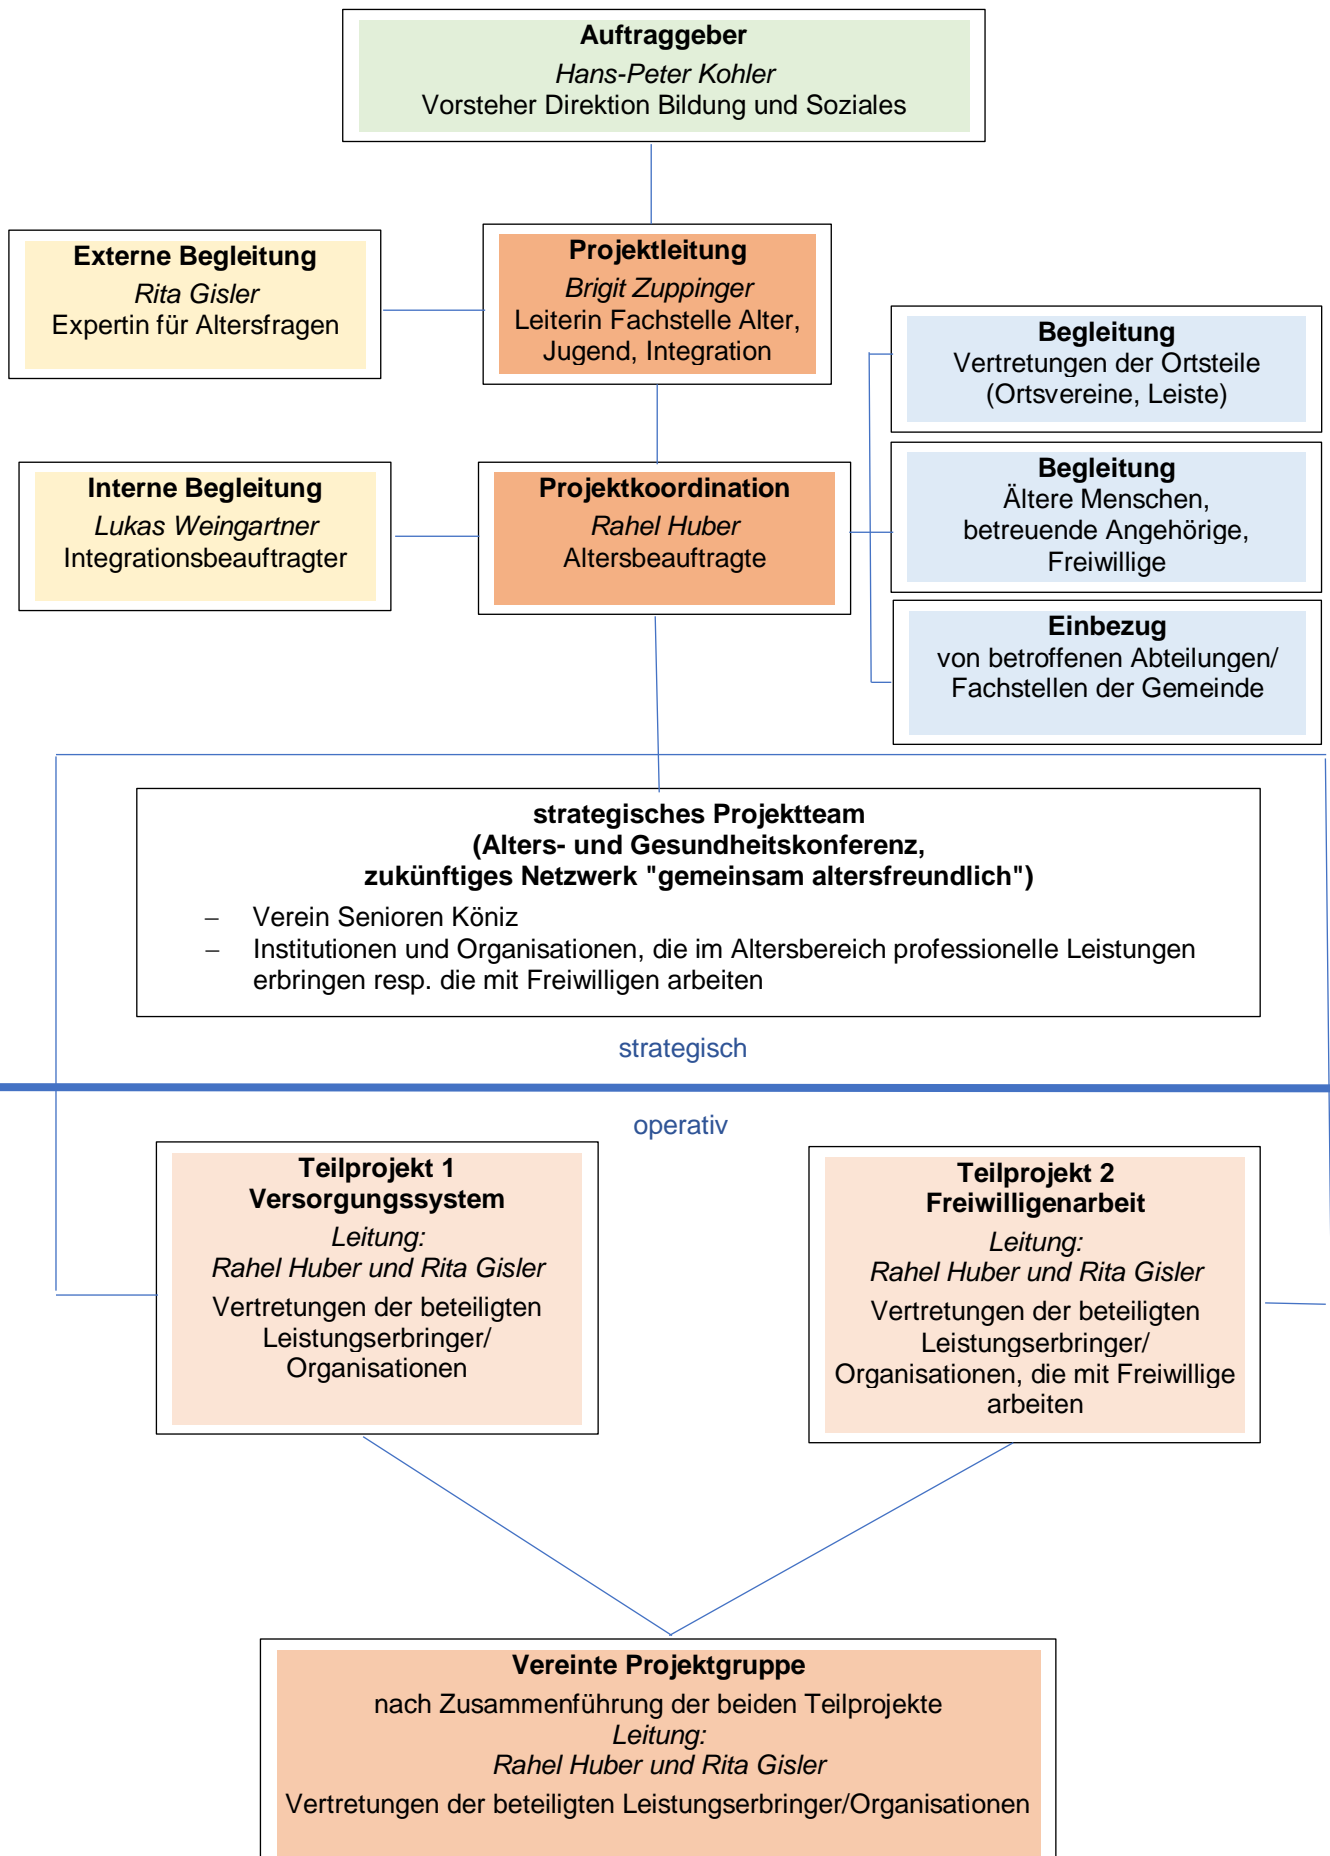 Auftraggeber
Hans-Peter Kohler
Vorsteher Direktion Bildung und Soziales
Externe Begleitung
Rita Gisler
Expertin für Altersfragen
Projektleitung
Brigit Zuppinger
Leiterin Fachstelle Alter,
Jugend, Integration
Begleitung
Vertretungen der Ortsteile
(Ortsvereine, Leiste)
Interne Begleitung
Lukas Weingartner
Integrationsbeauftragter
Projektkoordination
Rahel Huber
Altersbeauftragte
Begleitung
Ältere Menschen,
betreuende Angehörige,
Freiwillige
Einbezug
von betroffenen Abteilungen/
Fachstellen der Gemeinde
strategisches Projektteam
(Alters- und Gesundheitskonferenz,
zukünftiges Netzwerk "gemeinsam altersfreundlich")
– Verein Senioren Köniz
– Institutionen und Organisationen, die im Altersbereich professionelle Leistungen
erbringen resp. die mit Freiwilligen arbeiten
strategisch
operativ
Teilprojekt 1
Versorgungssystem
Leitung:
Rahel Huber und Rita Gisler
Vertretungen der beteiligten
Leistungserbringer/
Organisationen
Teilprojekt 2
Freiwilligenarbeit
Leitung:
Rahel Huber und Rita Gisler
Vertretungen der beteiligten
Leistungserbringer/
Organisationen, die mit Freiwillige
arbeiten
Vereinte Projektgruppe
nach Zusammenführung der beiden Teilprojekte
Leitung:
Rahel Huber und Rita Gisler
Vertretungen der beteiligten Leistungserbringer/Organisationen